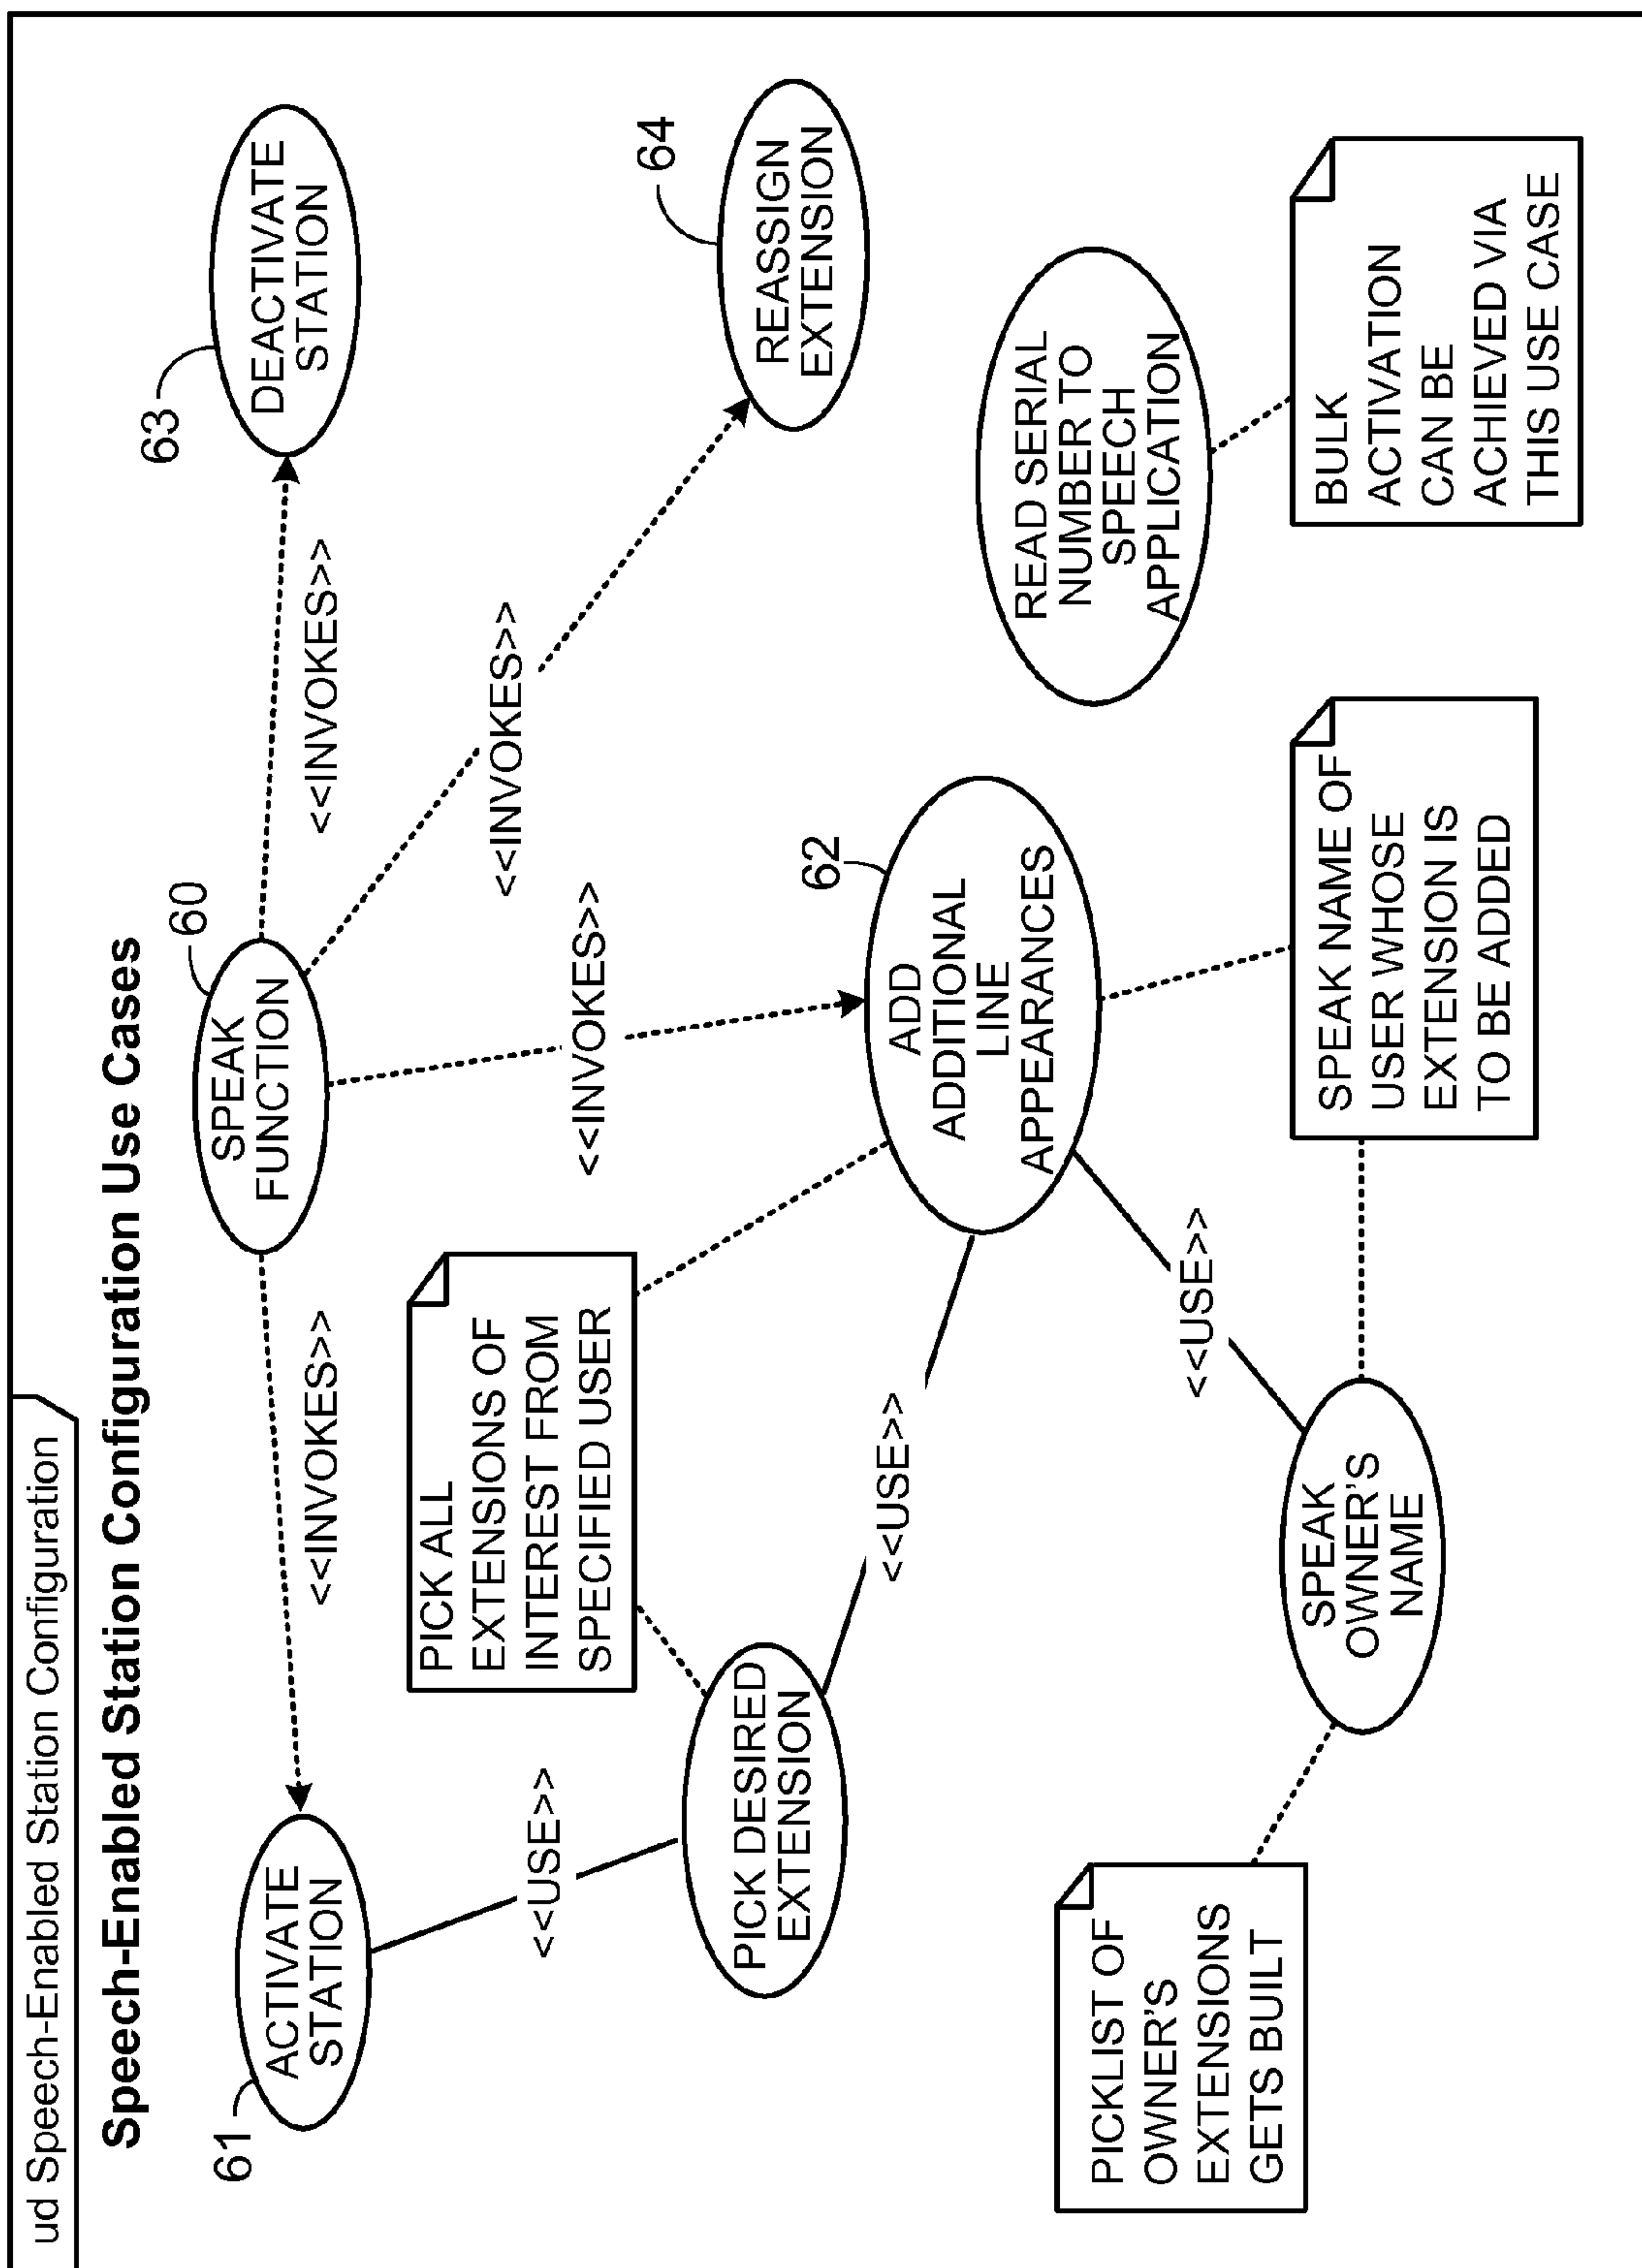 ud Speech-Enabled Station Configuration
Speech-Enabled Station Configuration Use Cases
61
ACTIVATE
STATION
<<INVOKES>>
60
SPEAK
FUNCTION
<<INVOKES>>
63
DEACTIVATE
STATION
<<USE>>
PICK ALL
EXTENSIONS OF
INTEREST FROM
SPECIFIED USER
<<INVOKES>>
<<INVOKES>>
64
REASSIGN
EXTENSION
PICK DESIRED
EXTENSION
<<USE>>
62
ADD
ADDITIONAL
LINE
APPEARANCES
READ SERIAL
NUMBER TO
SPEECH
APPLICATION
<<USE>>
PICKLIST OF
OWNER'S
EXTENSIONS
GETS BUILT
SPEAK
OWNER'S
NAME
SPEAK NAME OF
USER WHOSE
EXTENSION IS
TO BE ADDED
BULK
ACTIVATION
CAN BE
ACHIEVED VIA
THIS USE CASE